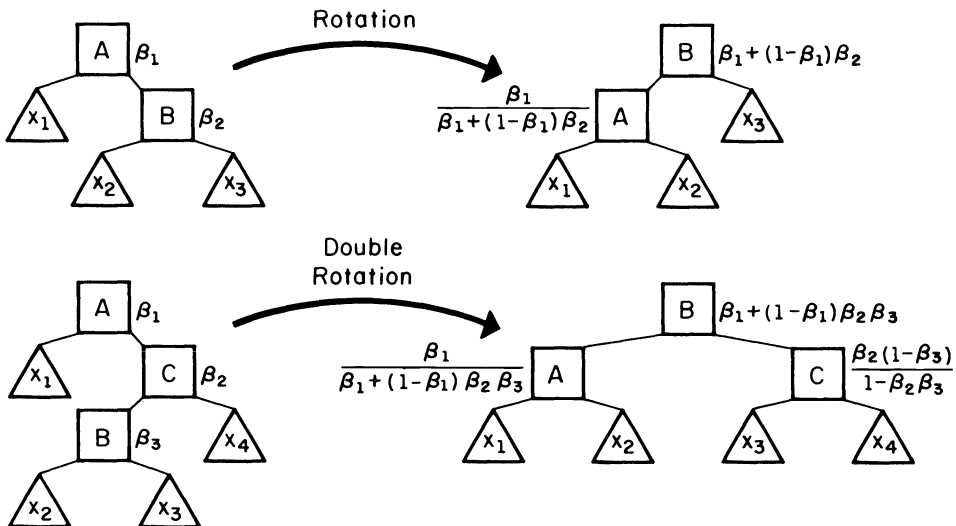 Rotation
A β₁
x₁
B β₂
x₂ x₃
B β₁+(1-β₁)β₂
β₁/(β₁+(1-β₁)β₂) A
x₃
x₁ x₂
Double
Rotation
A β₁
x₁
C β₂
B β₃
x₄
x₂ x₃
B β₁+(1-β₁)β₂β₃
β₁/(β₁+(1-β₁)β₂β₃) A
C β₂(1-β₃)/(1-β₂β₃)
x₁ x₂ x₃ x₄